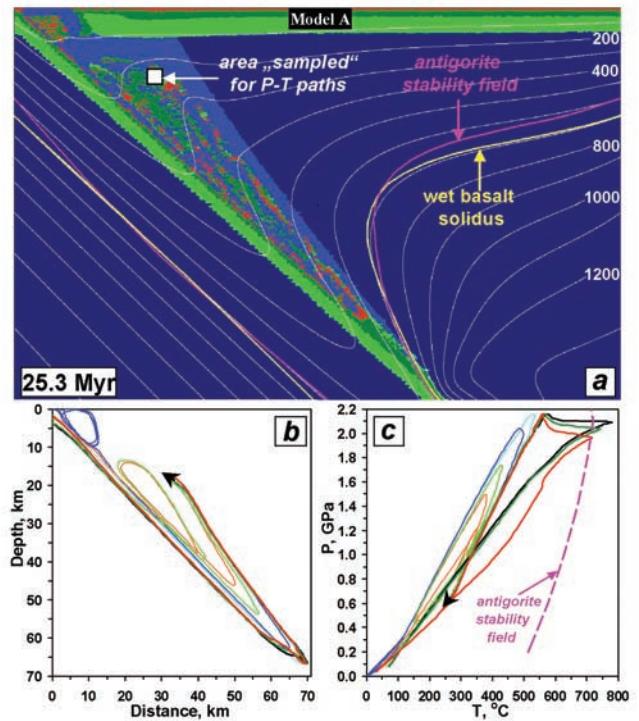 Model A
200
area „sampled“
for P-T paths
antigorite
stability field
400
800
wet basalt
solidus
1000
1200
25.3 Myr
a
b
Depth, km
0
10
20
30
40
50
60
70
0 10 20 30 40 50 60 70
Distance, km
c
P, GPa
2.2
2.0
1.8
1.6
1.4
1.2
1.0
0.8
0.6
0.4
0.2
0 100 200 300 400 500 600 700 800
T, °C
antigorite
stability
field